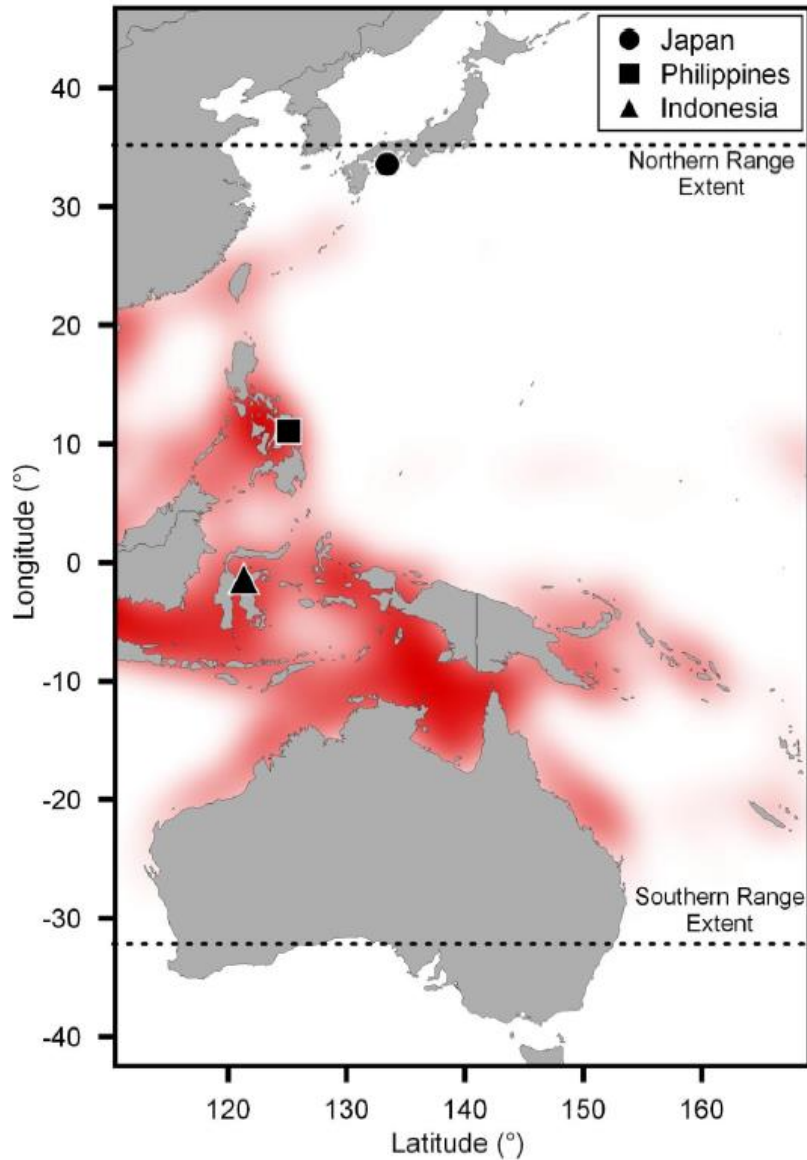 Japan
Philippines
Indonesia
Northern Range
Extent
40
30
20
10
0
-10
-20
-30
-40
Longitude (°)
Southern Range
Extent
120
130
140
150
160
Latitude (°)